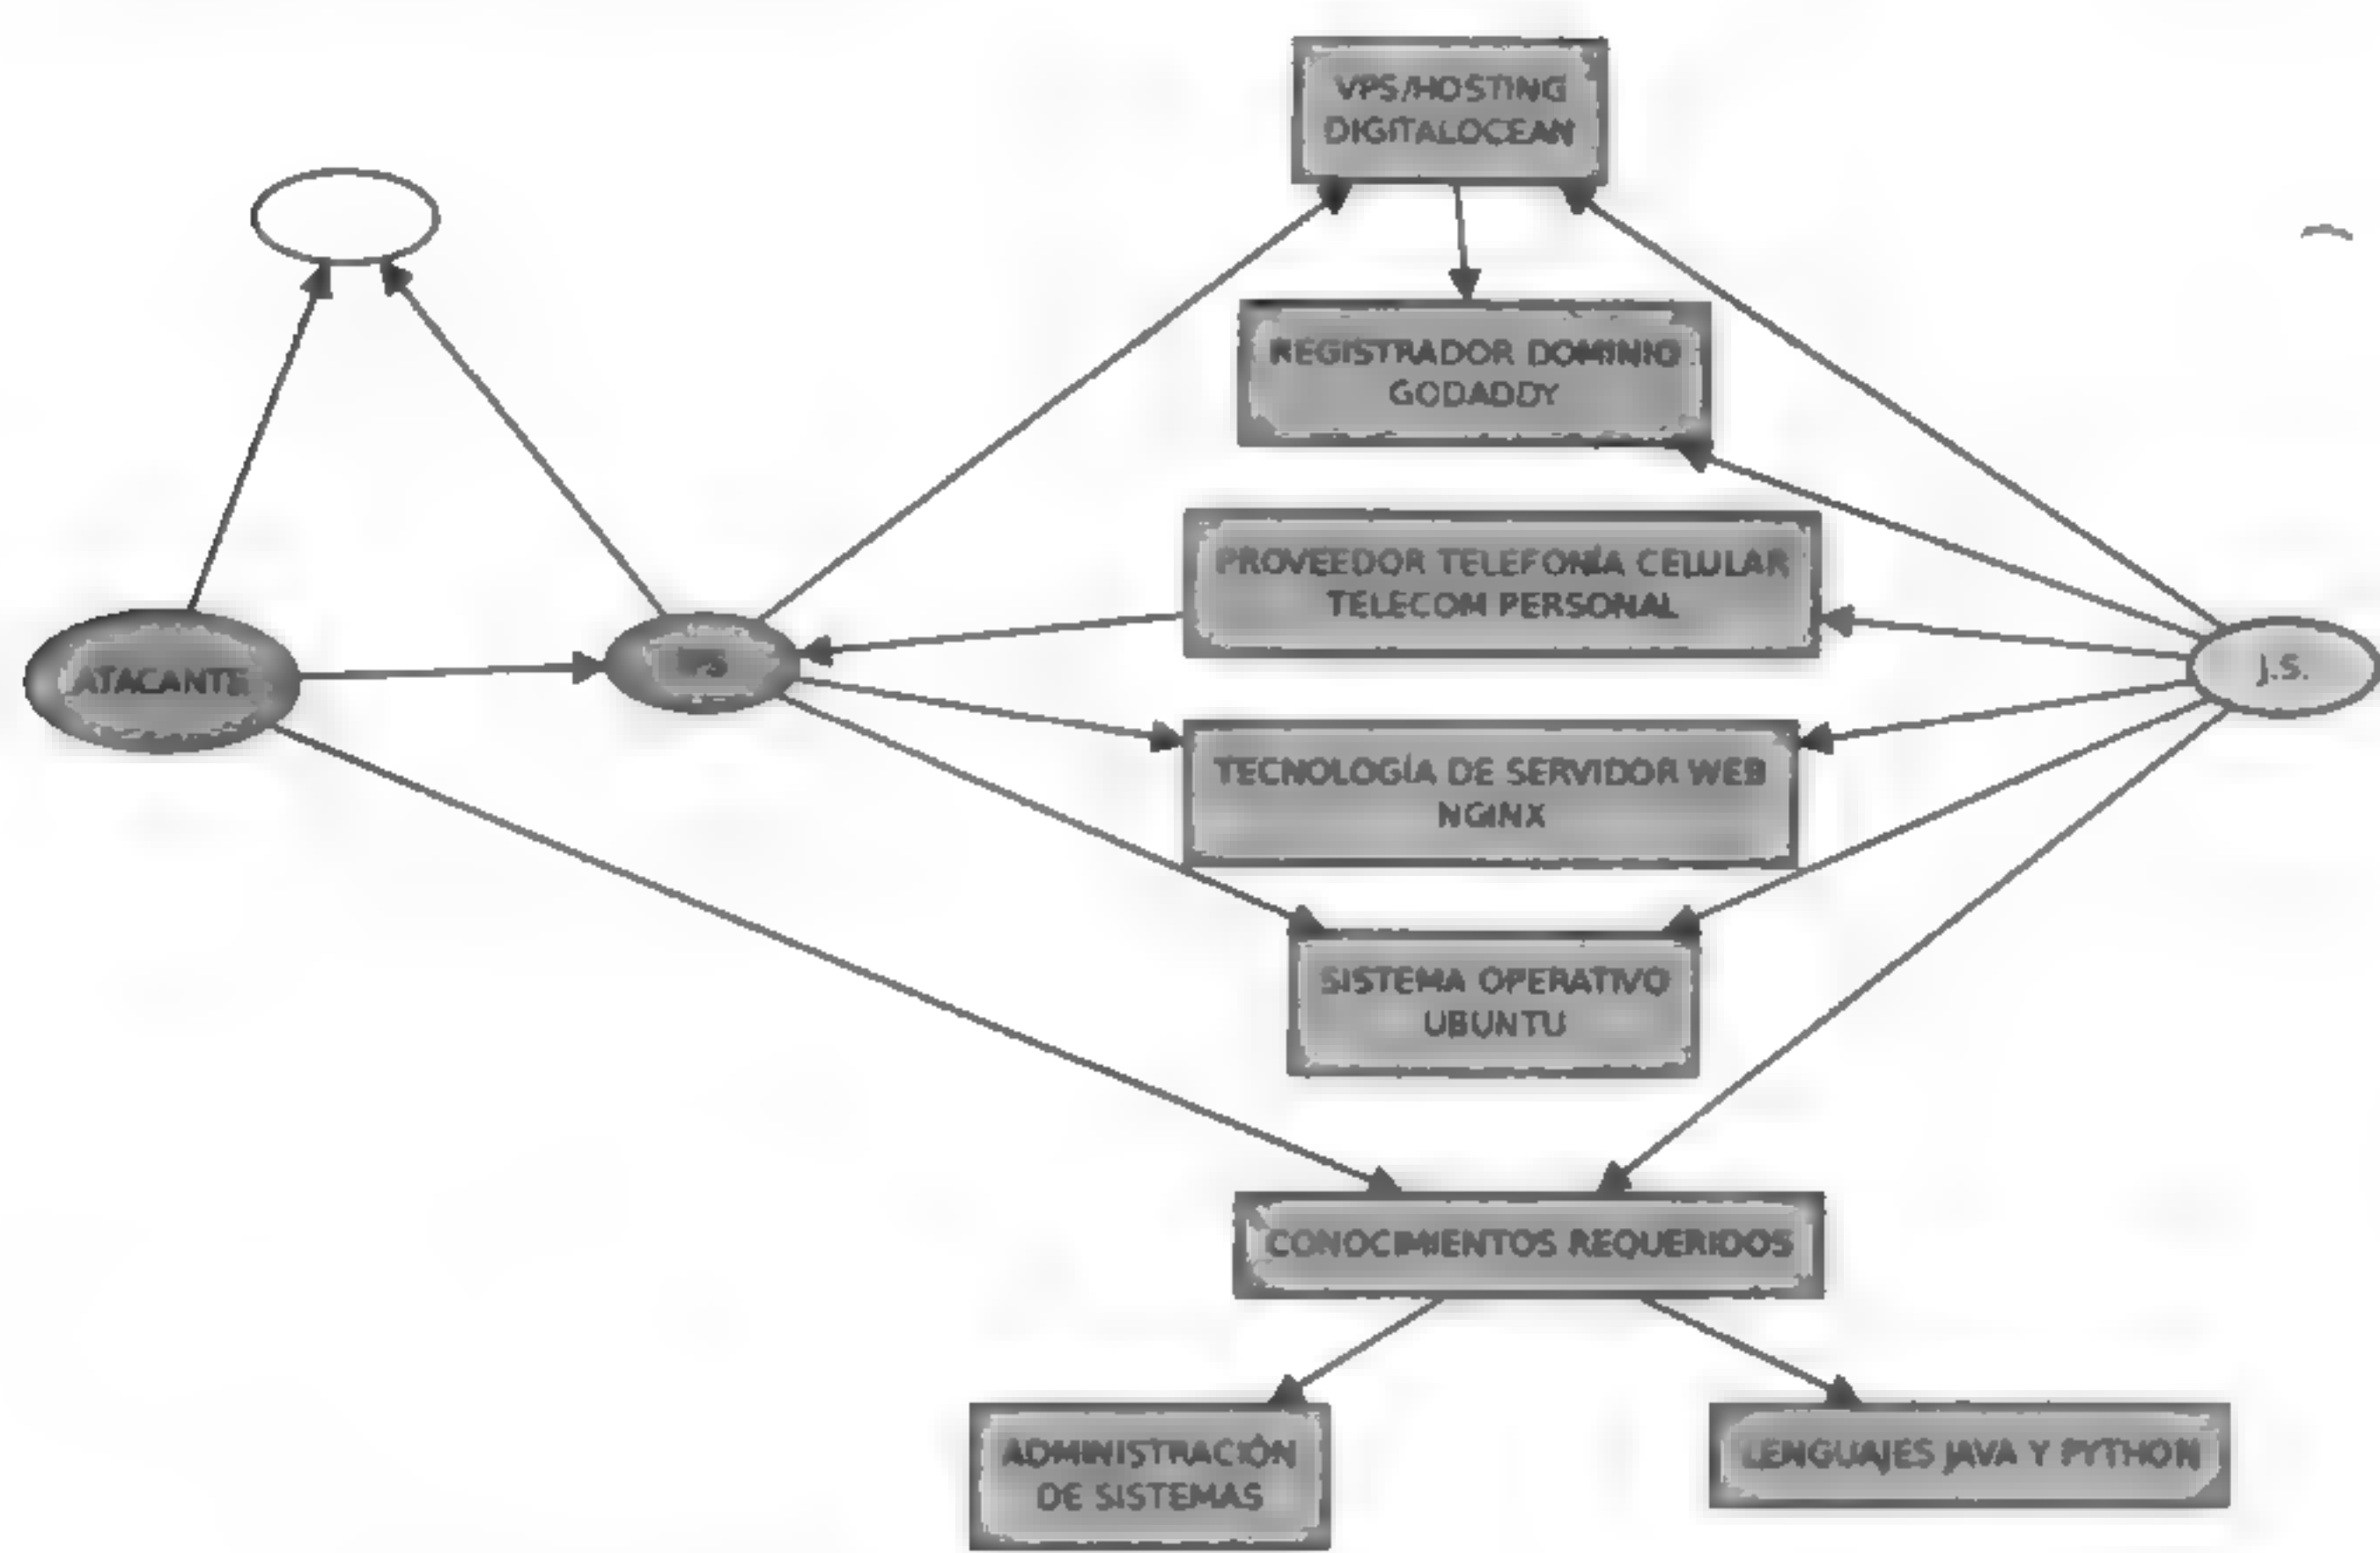 VPS/HOSTING
DIGITALOCEAN
REGISTRADOR DOMINIO
GODADDY
PROVEEDOR TELEFONÍA CELULAR
TELECOM PERSONAL
ATACANTE
J.S.
TECNOLOGÍA DE SERVIDOR WEB
NGINX
SISTEMA OPERATIVO
UBUNTU
CONOCIMIENTOS REQUERIDOS
ADMINISTRACIÓN
DE SISTEMAS
LENGUAJES JAVA Y PYTHON